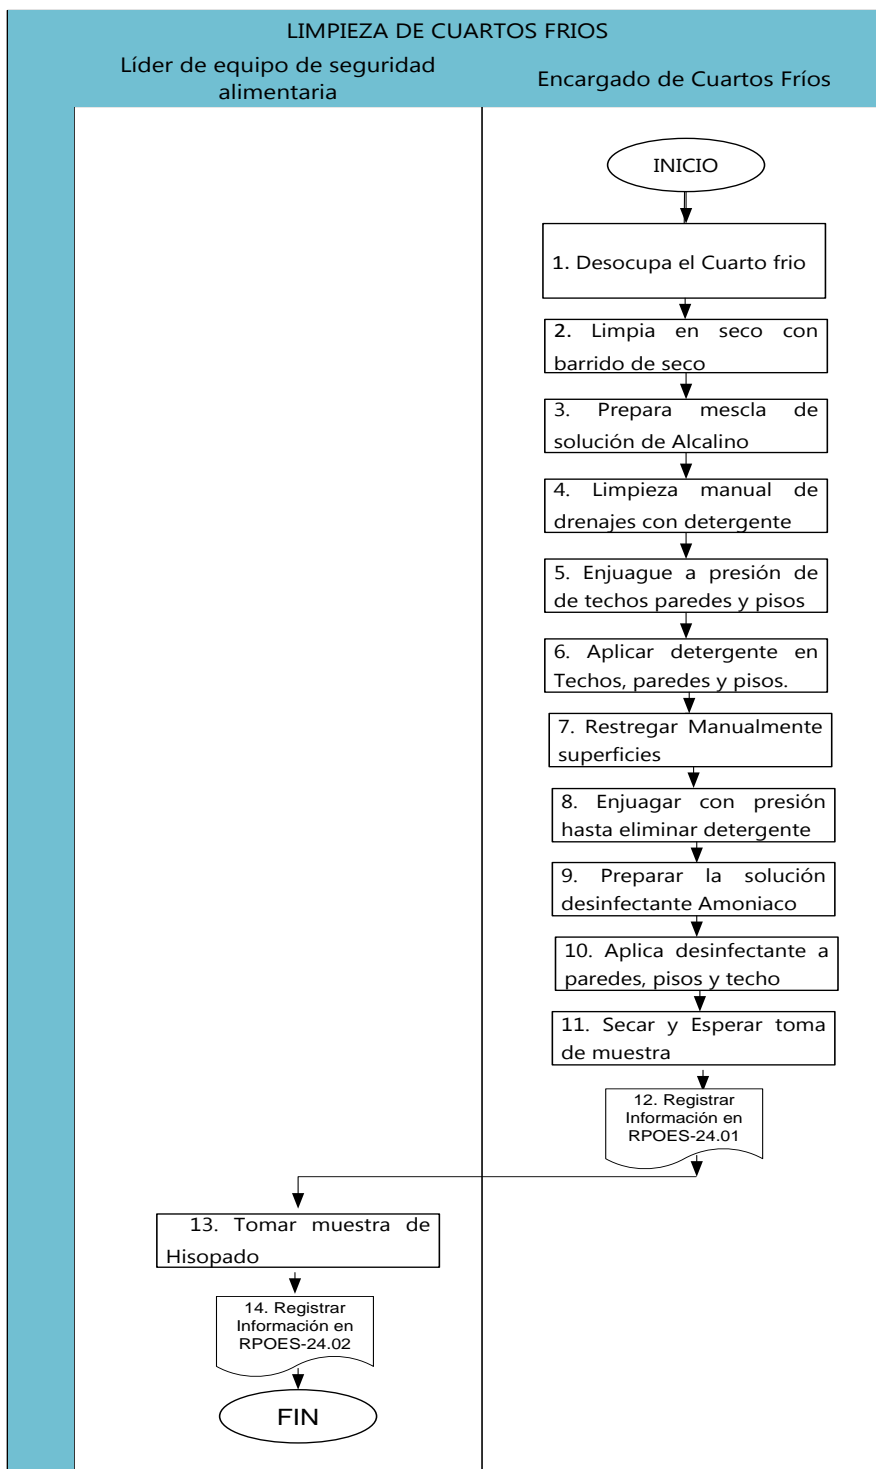 LIMPIEZA DE CUARTOS FRIOS
Líder de equipo de seguridad
alimentaria
Encargado de Cuartos Fríos
INICIO
1. Desocupa el Cuarto frio
2. Limpia en seco con
barrido de seco
3. Prepara mescla de
solución de Alcalino
4. Limpieza manual de
drenajes con detergente
5. Enjuague a presión de
de techos paredes y pisos
6. Aplicar detergente en
Techos, paredes y pisos.
7. Restregar Manualmente
superficies
8. Enjuagar con presión
hasta eliminar detergente
9. Preparar la solución
desinfectante Amoniaco
10. Aplica desinfectante a
paredes, pisos y techo
11. Secar y Esperar toma
de muestra
12. Registrar
Información en
RPOES-24.01
13. Tomar muestra de
Hisopado
14. Registrar
Información en
RPOES-24.02
FIN